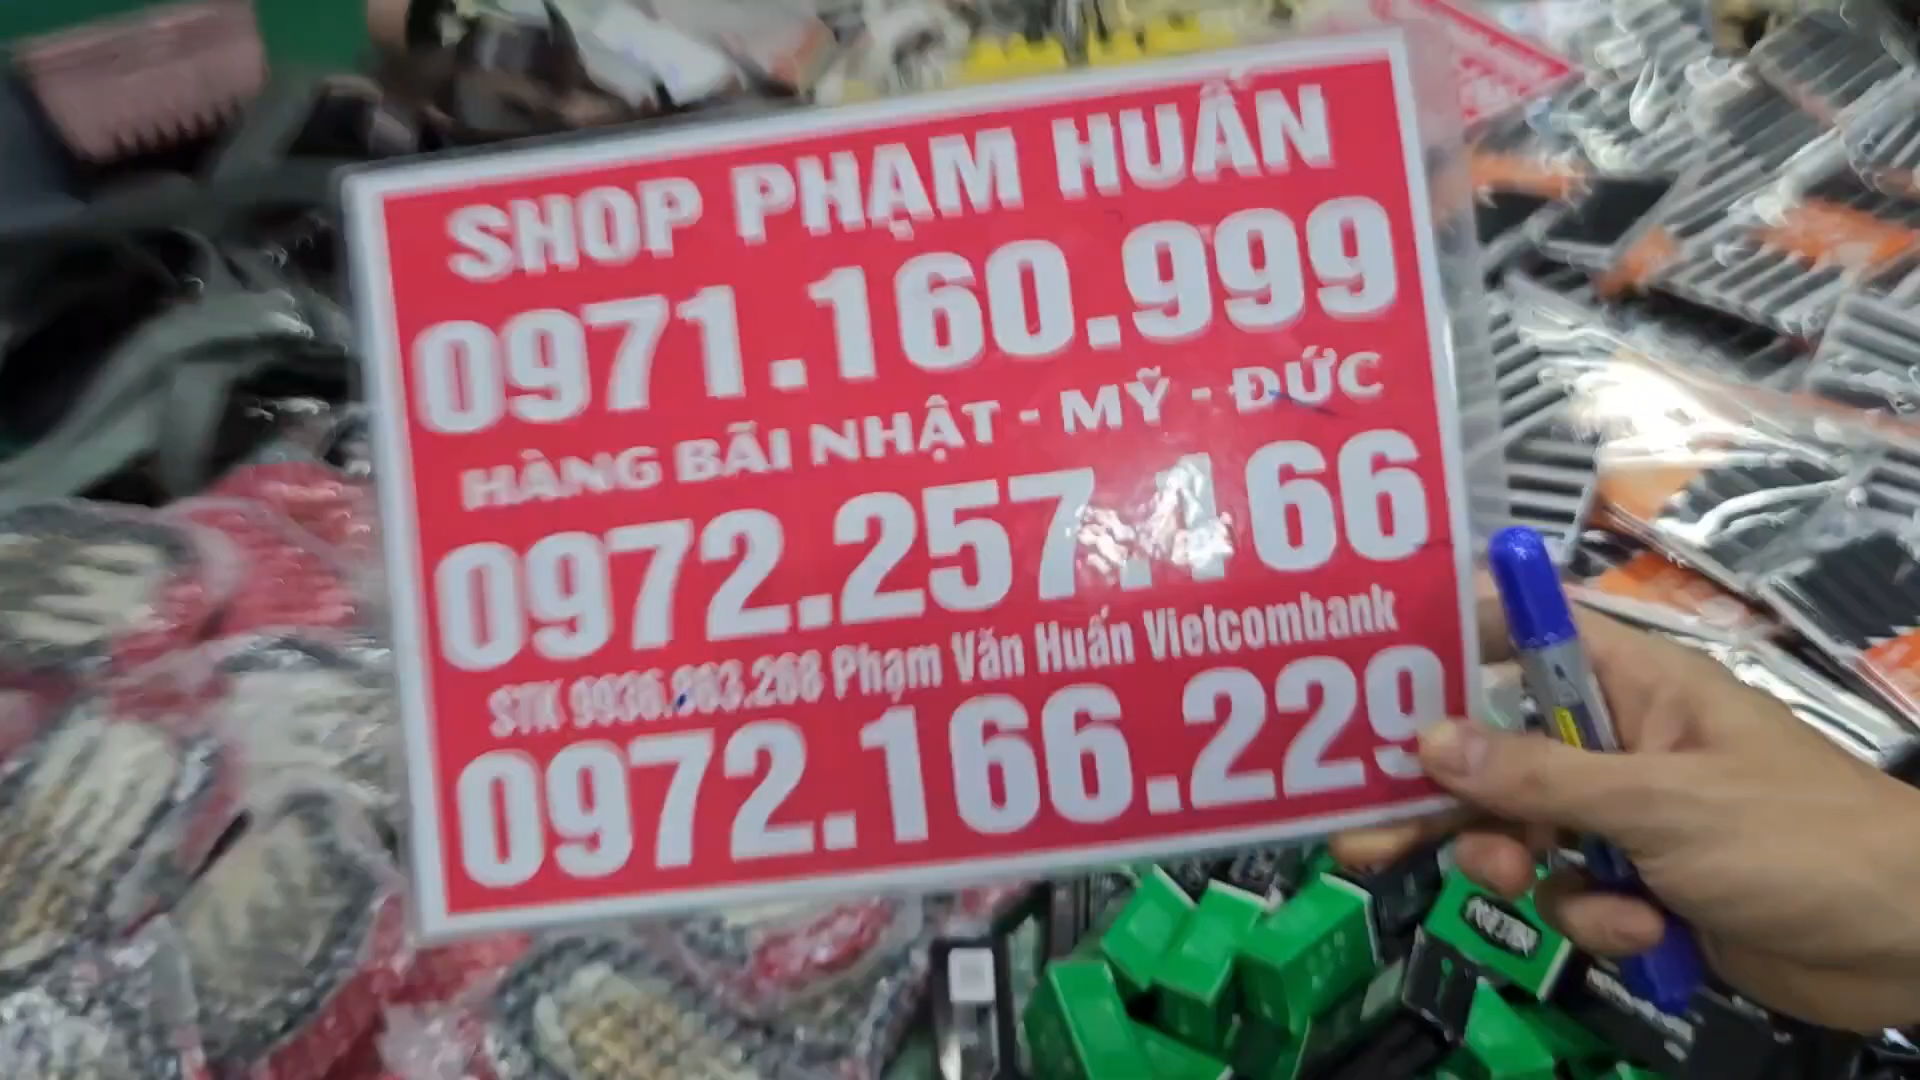 SHOP PHẠM HUẤN
0971.160.999
HÀNG BÃI NHẬT - MỸ - ĐỨC
0972.257.166
STK 9936.863.268 Phạm Văn Huấn Vietcombank
0972.166.229